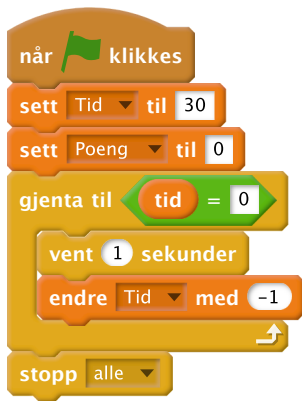 når klikkes
sett Tid til 30
sett Poeng til 0
gjenta til tid = 0
vent 1 sekunder
endre Tid med -1
stopp alle